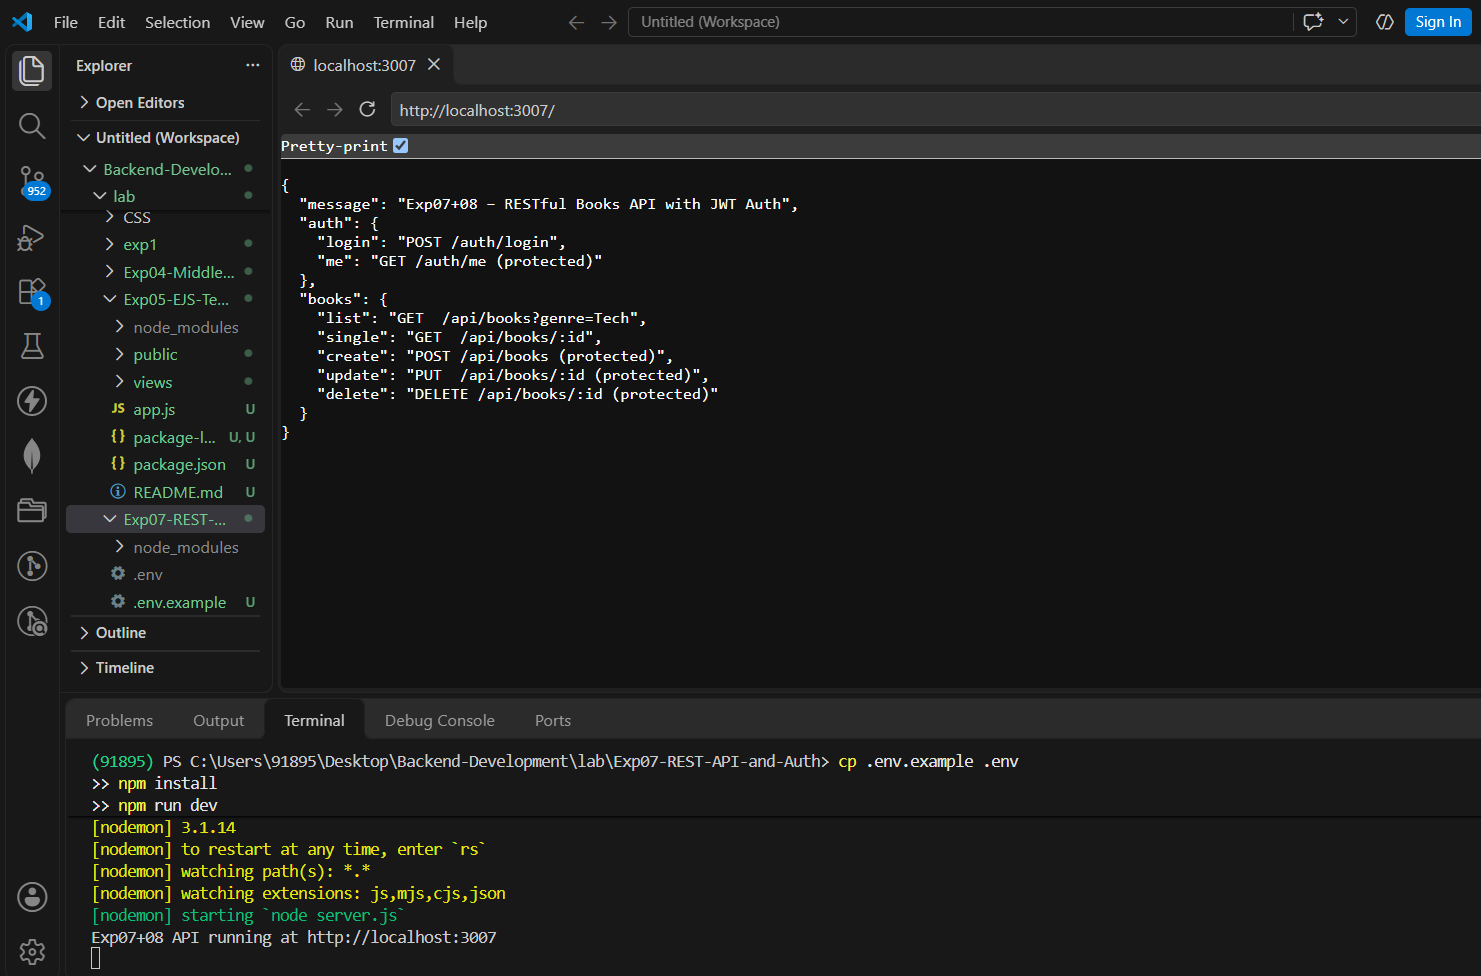 File Edit Selection View Go Run Terminal Help
Untitled (Workspace)
Sign In
Explorer
Open Editors
Untitled (Workspace)
Backend-Develo...
lab
CSS
exp1
Exp04-Middle...
Exp05-EJS-Te...
node_modules
public
views
JS app.js U
{} package-l... U, U
{} package.json U
README.md U
Exp07-REST-...
node_modules
.env
.env.example U
Outline
Timeline
952
1
localhost:3007
http://localhost:3007/
Pretty-print
{
  "message": "Exp07+08 – RESTful Books API with JWT Auth",
  "auth": {
    "login": "POST /auth/login",
    "me": "GET /auth/me (protected)"
  },
  "books": {
    "list": "GET  /api/books?genre=Tech",
    "single": "GET  /api/books/:id",
    "create": "POST /api/books (protected)",
    "update": "PUT  /api/books/:id (protected)",
    "delete": "DELETE /api/books/:id (protected)"
  }
}
Problems Output Terminal Debug Console Ports
(91895) PS C:\Users\91895\Desktop\Backend-Development\lab\Exp07-REST-API-and-Auth> cp .env.example .env
>> npm install
>> npm run dev
[nodemon] 3.1.14
[nodemon] to restart at any time, enter `rs`
[nodemon] watching path(s): *.*
[nodemon] watching extensions: js,mjs,cjs,json
[nodemon] starting `node server.js`
Exp07+08 API running at http://localhost:3007